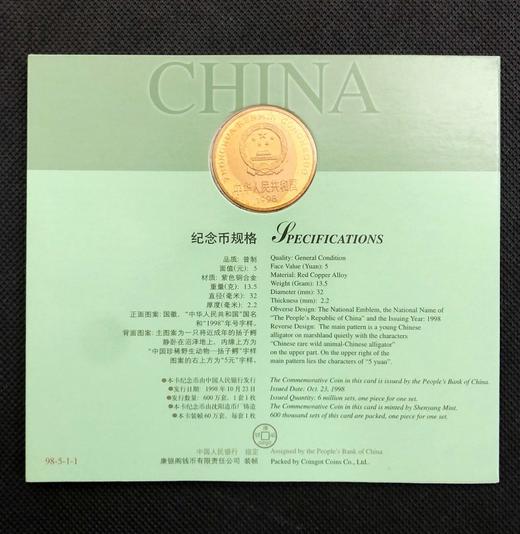 CHINA
ZHONGHUA RENMIN GONGHEGUO
中华人民共和国
1998
纪念币规格
品质: 普制
面值(元): 5
材质: 紫色铜合金
重量(克): 13.5
直径(毫米): 32
厚度(毫米): 2.2
正面图案: 国徽, “中华人民共和国”国名
和“1998”年号字样。
背面图案: 主图案为一只将近成年的扬子鳄
静卧在沼泽地上, 内缘上方为
“中国珍稀野生动物—扬子鳄”字样
图案的右上方为“5元”字样。
●本卡纪念币由中国人民银行发行
●发行日期: 1998年10月23日
●发行数量: 600万套, 1套1枚
●本卡纪念币由沈阳造币厂铸造
●本卡装帧60万套, 每套1枚
SPECIFICATIONS
Quality: General Condition
Face Value (Yuan): 5
Material: Red Copper Alloy
Weight (Gram): 13.5
Diameter (mm): 32
Thickness (mm): 2.2
Obverse Design: The National Emblem, the National Name of
“The People's Republic of China” and the Issuing Year: 1998
Reverse Design: The main pattern is a young Chinese
alligator on marshland quietly with the characters
“Chinese rare wild animal-Chinese alligator”
on the upper part. On the upper right of the
main pattern lies the characters of “5 yuan”.
The Commemorative Coin in this card is issued by the People's Bank of China.
Issued Date: Oct. 23, 1998
Issued Quantity: 6 million sets, one piece for one set.
The Commemorative Coin in this card is minted by Shenyang Mint.
600 thousand sets of this card are packed, one piece for one set.
98-5-1-1
中国人民银行 指定
康银阁钱币有限责任公司 装帧
Assigned by the People's Bank of China
Packed by Coingot Coins Co., Ltd.